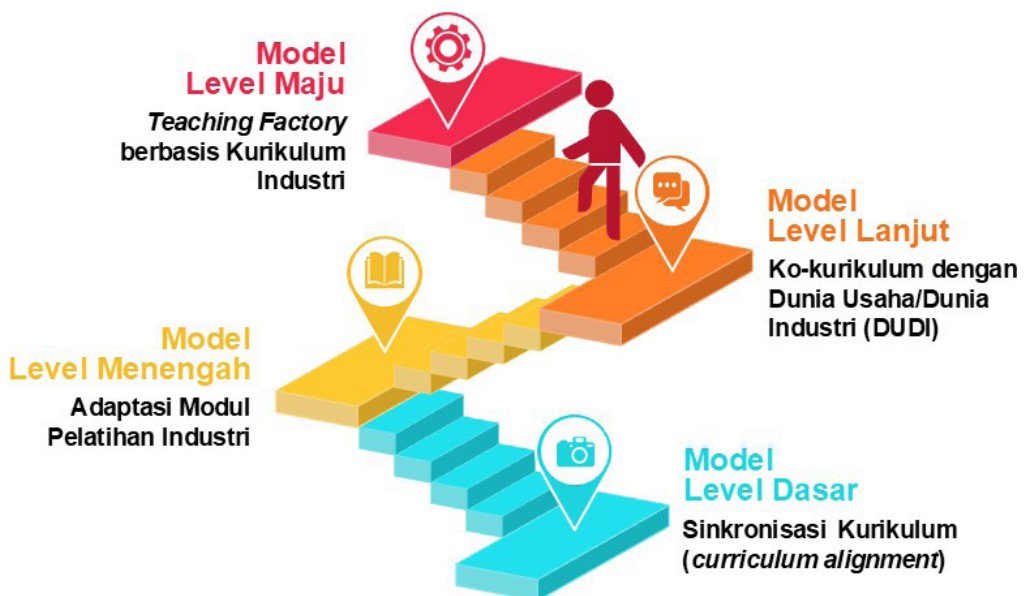 Model
Level Maju
Teaching Factory
berbasis Kurikulum
Industri
Model
Level Lanjut
Ko-kurikulum dengan
Dunia Usaha/Dunia
Industri (DUDI)
Model
Level Menengah
Adaptasi Modul
Pelatihan Industri
Model
Level Dasar
Sinkronisasi Kurikulum
(curriculum alignment)